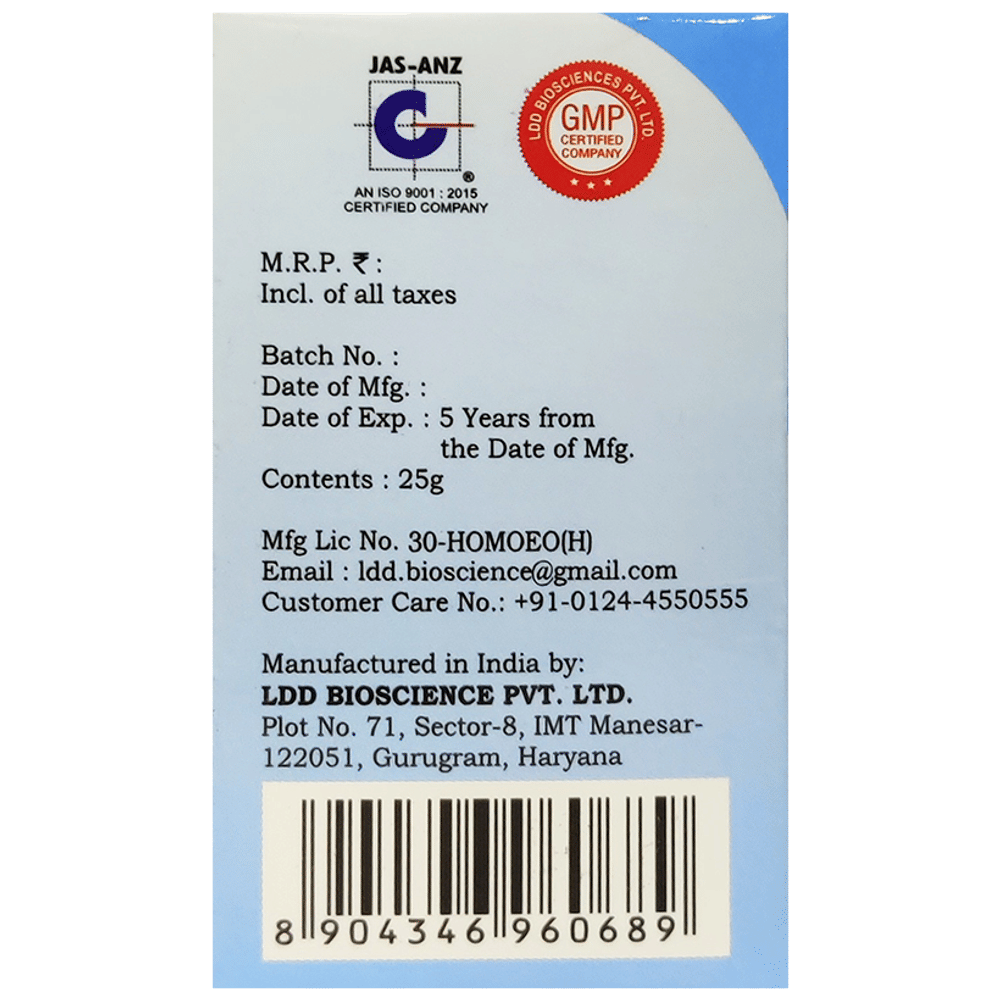 JAS-ANZ
®
AN ISO 9001 : 2015
CERTIFIED COMPANY
LDD BIOSCIENCES PVT. LTD.
GMP
CERTIFIED
COMPANY
M.R.P. ₹ :
Incl. of all taxes
Batch No. :
Date of Mfg. :
Date of Exp. : 5 Years from
the Date of Mfg.
Contents : 25g
Mfg Lic No. 30-HOMOEO(H)
Email : ldd.bioscience@gmail.com
Customer Care No.: +91-0124-4550555
Manufactured in India by:
LDD BIOSCIENCE PVT. LTD.
Plot No. 71, Sector-8, IMT Manesar-
122051, Gurugram, Haryana
8 904346 960689